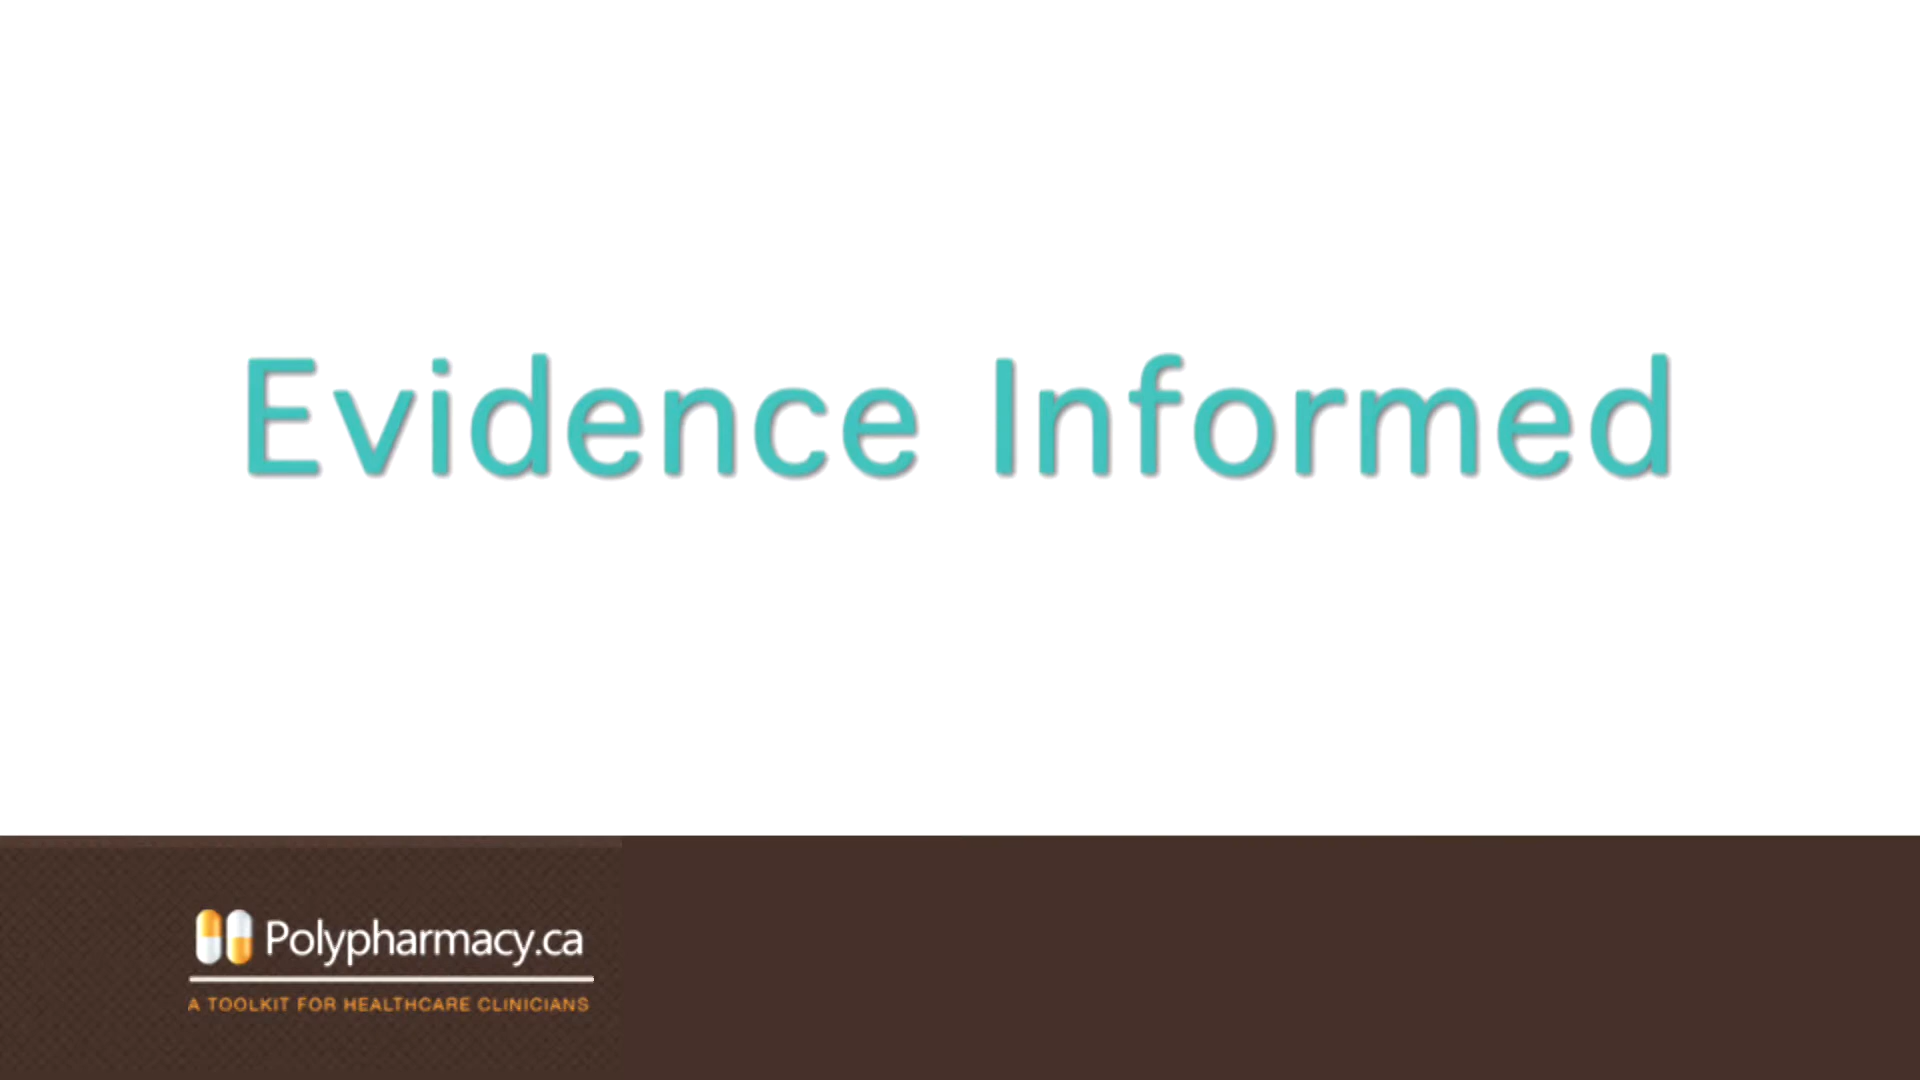 Evidence Informed
Polypharmacy.ca
A TOOLKIT FOR HEALTHCARE CLINICIANS